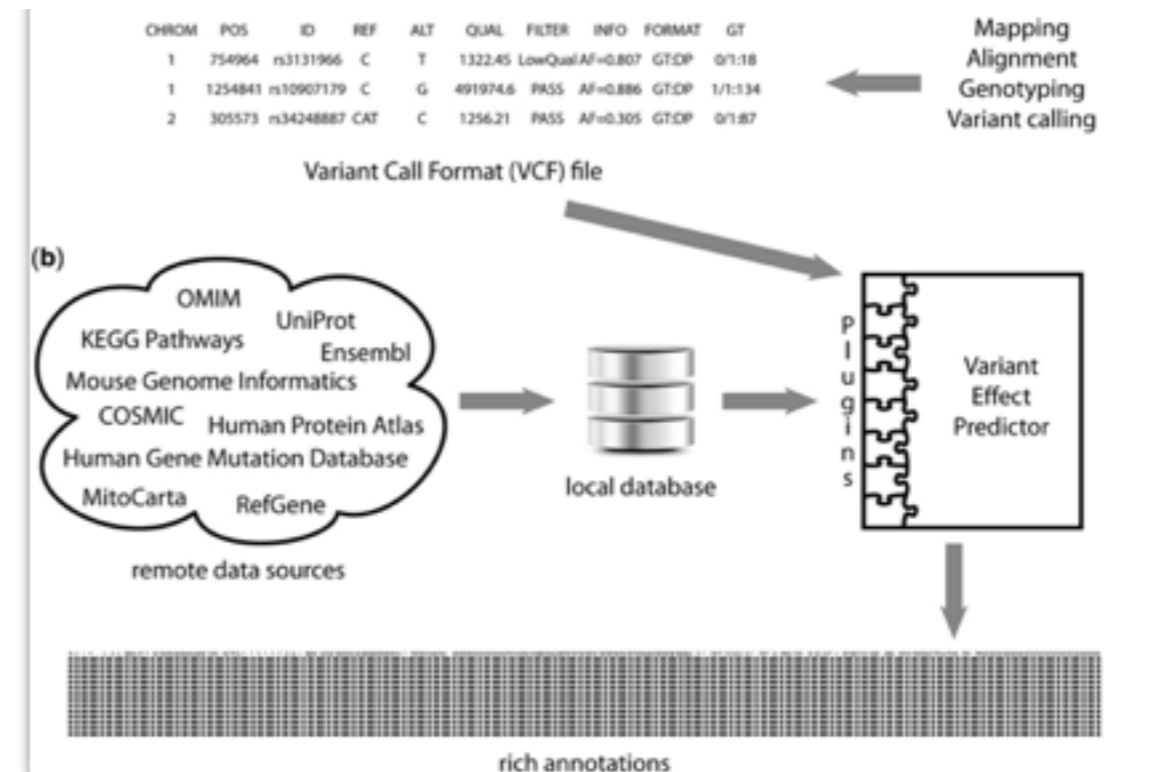 CHROM POS ID REF ALT QUAL FILTER INFO FORMAT GT
1 754964 rs3131966 C T 1322.45 LowQual AF=0.807 GT:DP 0/1:18
1 1254841 rs10907179 C G 491974.6 PASS AF=0.886 GT:DP 1/1:134
2 305573 rs34248887 CAT C 1256.21 PASS AF=0.305 GT:DP 0/1:87
Mapping
Alignment
Genotyping
Variant calling
Variant Call Format (VCF) file
(b)
OMIM
UniProt
KEGG Pathways
Ensembl
Mouse Genome Informatics
COSMIC
Human Protein Atlas
Human Gene Mutation Database
MitoCarta
RefGene
remote data sources
local database
Plugins
Variant
Effect
Predictor
rich annotations